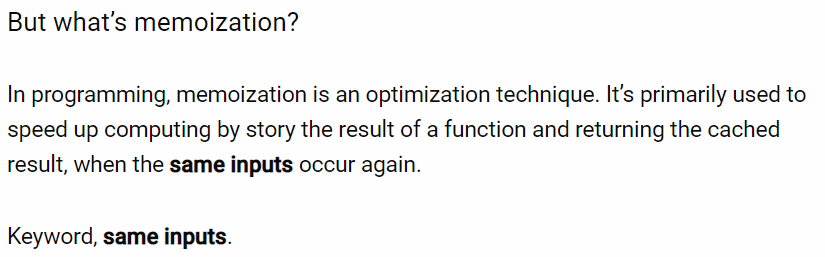 But what’s memoization?
In programming, memoization is an optimization technique. It’s primarily used to
speed up computing by story the result of a function and returning the cached
result, when the same inputs occur again.
Keyword, same inputs.